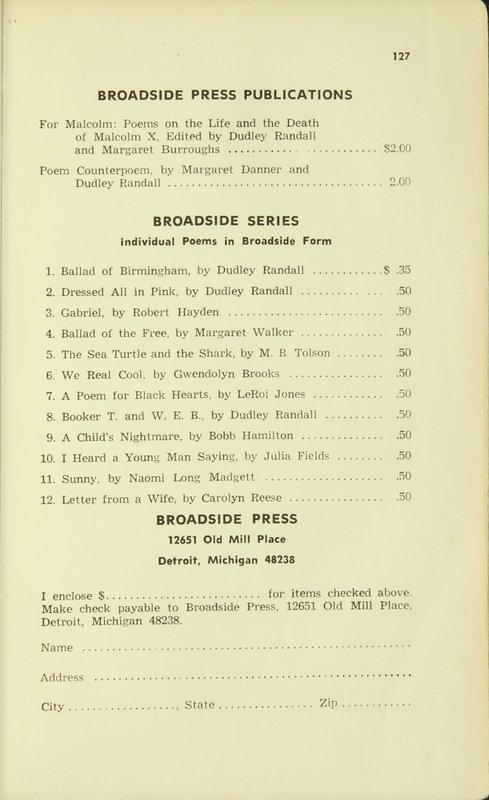 127
BROADSIDE PRESS PUBLICATIONS
For Malcolm: Poems on the Life and the Death
of Malcolm X, Edited by Dudley Randall
and Margaret Burroughs ........... ............ $2.00
Poem Counterpoem, by Margaret Danner and
Dudley Randall .................................... 2.00
BROADSIDE SERIES
individual Poems in Broadside Form
1. Ballad of Birmingham, by Dudley Randall ............$ .35
2. Dressed All in Pink, by Dudley Randall .......... ... .50
3. Gabriel, by Robert Hayden .......................... .50
4. Ballad of the Free, by Margaret Walker .............. .50
5. The Sea Turtle and the Shark, by M. B. Tolson ........ .50
6. We Real Cool, by Gwendolyn Brooks ................ .50
7. A Poem for Black Hearts, by LeRoi Jones ............ .50
8. Booker T. and W. E. B., by Dudley Randall .......... .50
9. A Child's Nightmare, by Bobb Hamilton .............. .50
10. I Heard a Young Man Saying, by Julia Fields ........ .50
11. Sunny, by Naomi Long Madgett .................... .50
12. Letter from a Wife, by Carolyn Reese ................ .50
BROADSIDE PRESS
12651 Old Mill Place
Detroit, Michigan 48238
I enclose $.......................... for items checked above.
Make check payable to Broadside Press, 12651 Old Mill Place,
Detroit, Michigan 48238.
Name .......................................................
Address .....................................................
City .................., State ................ Zip ............